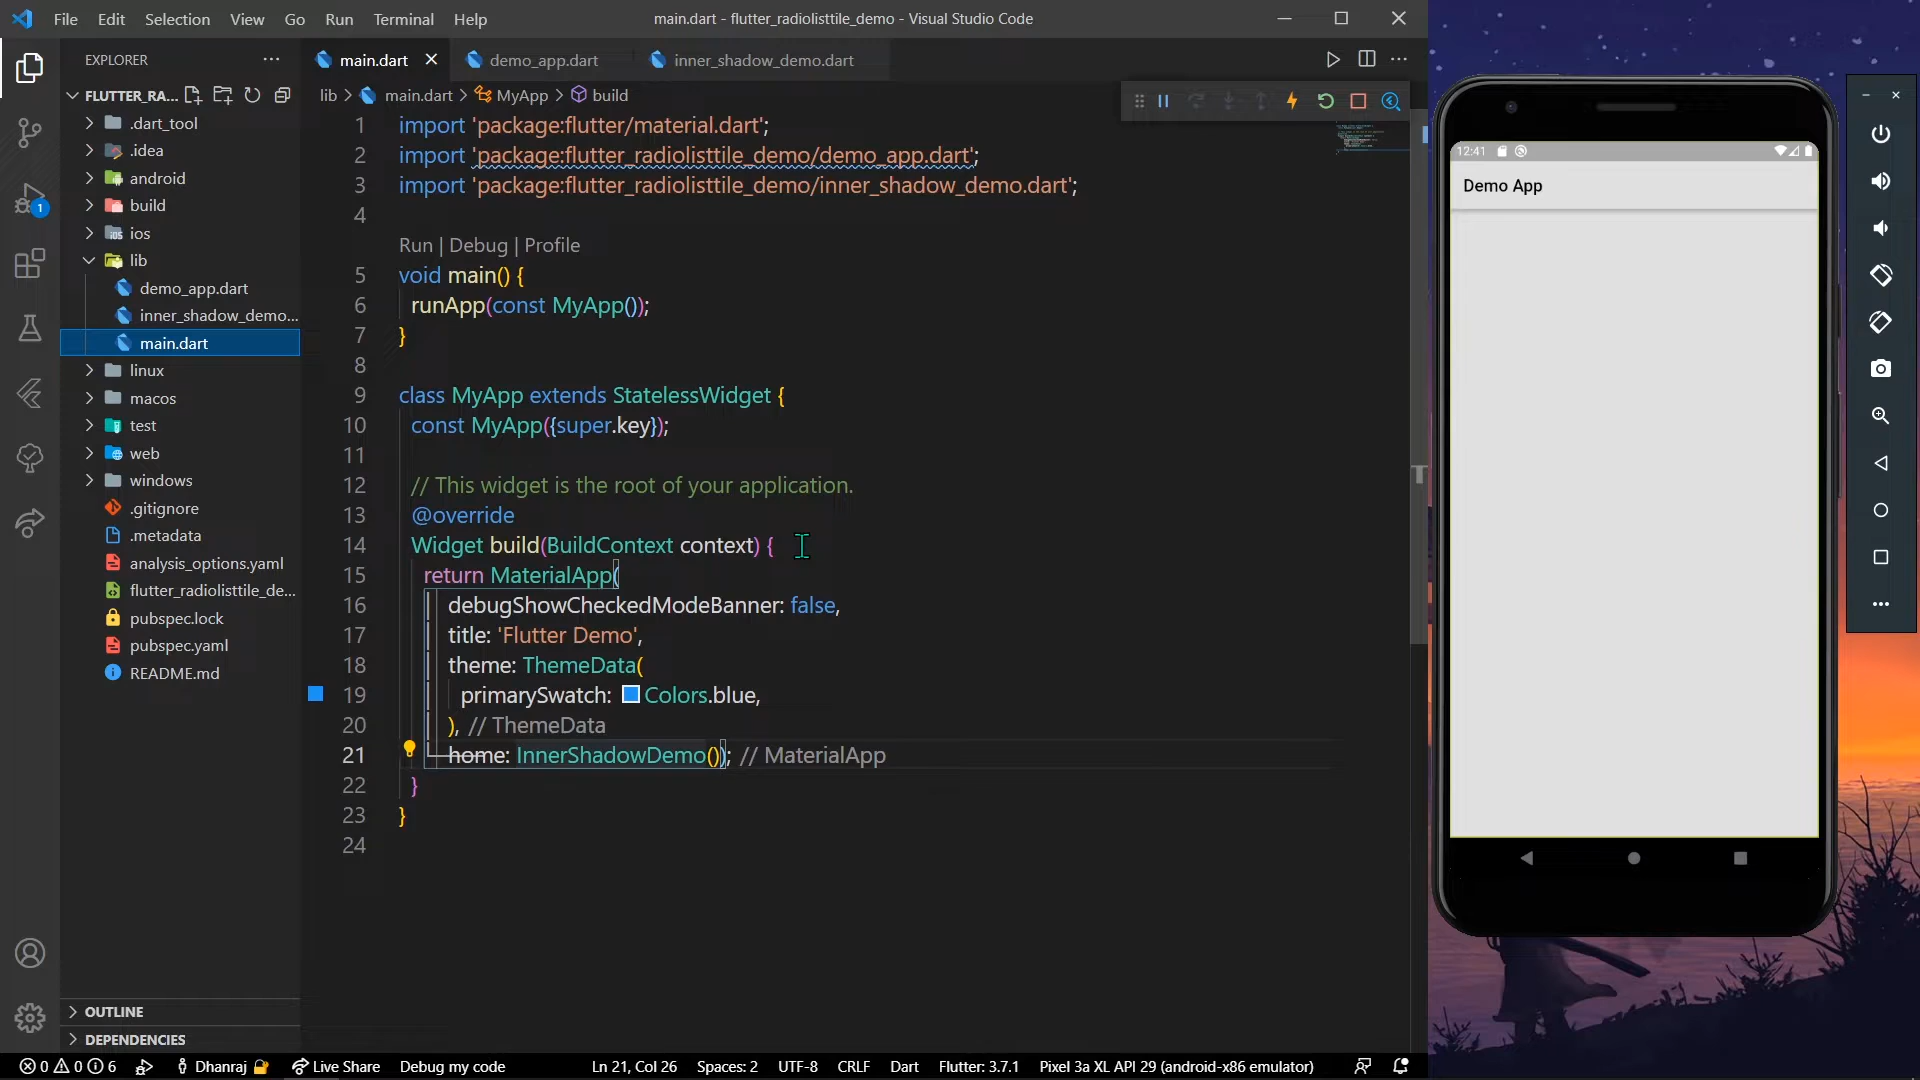 File Edit Selection View Go Run Terminal Help
main.dart - flutter_radiolisttile_demo - Visual Studio Code
EXPLORER
main.dart
demo_app.dart
inner_shadow_demo.dart
FLUTTER_RA...
lib > main.dart > MyApp > build
.dart_tool
.idea
android
build
ios
lib
demo_app.dart
inner_shadow_demo...
main.dart
linux
macos
test
web
windows
.gitignore
.metadata
analysis_options.yaml
flutter_radiolisttile_de...
pubspec.lock
pubspec.yaml
README.md
OUTLINE
DEPENDENCIES
1
1 import 'package:flutter/material.dart';
2 import 'package:flutter_radiolisttile_demo/demo_app.dart';
3 import 'package:flutter_radiolisttile_demo/inner_shadow_demo.dart';
4
Run | Debug | Profile
5 void main() {
6 runApp(const MyApp());
7 }
8
9 class MyApp extends StatelessWidget {
10 const MyApp({super.key});
11
12 // This widget is the root of your application.
13 @override
14 Widget build(BuildContext context) {
15 return MaterialApp(
16 debugShowCheckedModeBanner: false,
17 title: 'Flutter Demo',
18 theme: ThemeData(
19 primarySwatch: Colors.blue,
20 ), // ThemeData
21 home: InnerShadowDemo()); // MaterialApp
22 }
23 }
24
12:41
Demo App
0 0 6 Dhanraj Live Share Debug my code Ln 21, Col 26 Spaces: 2 UTF-8 CRLF Dart Flutter: 3.7.1 Pixel 3a XL API 29 (android-x86 emulator)